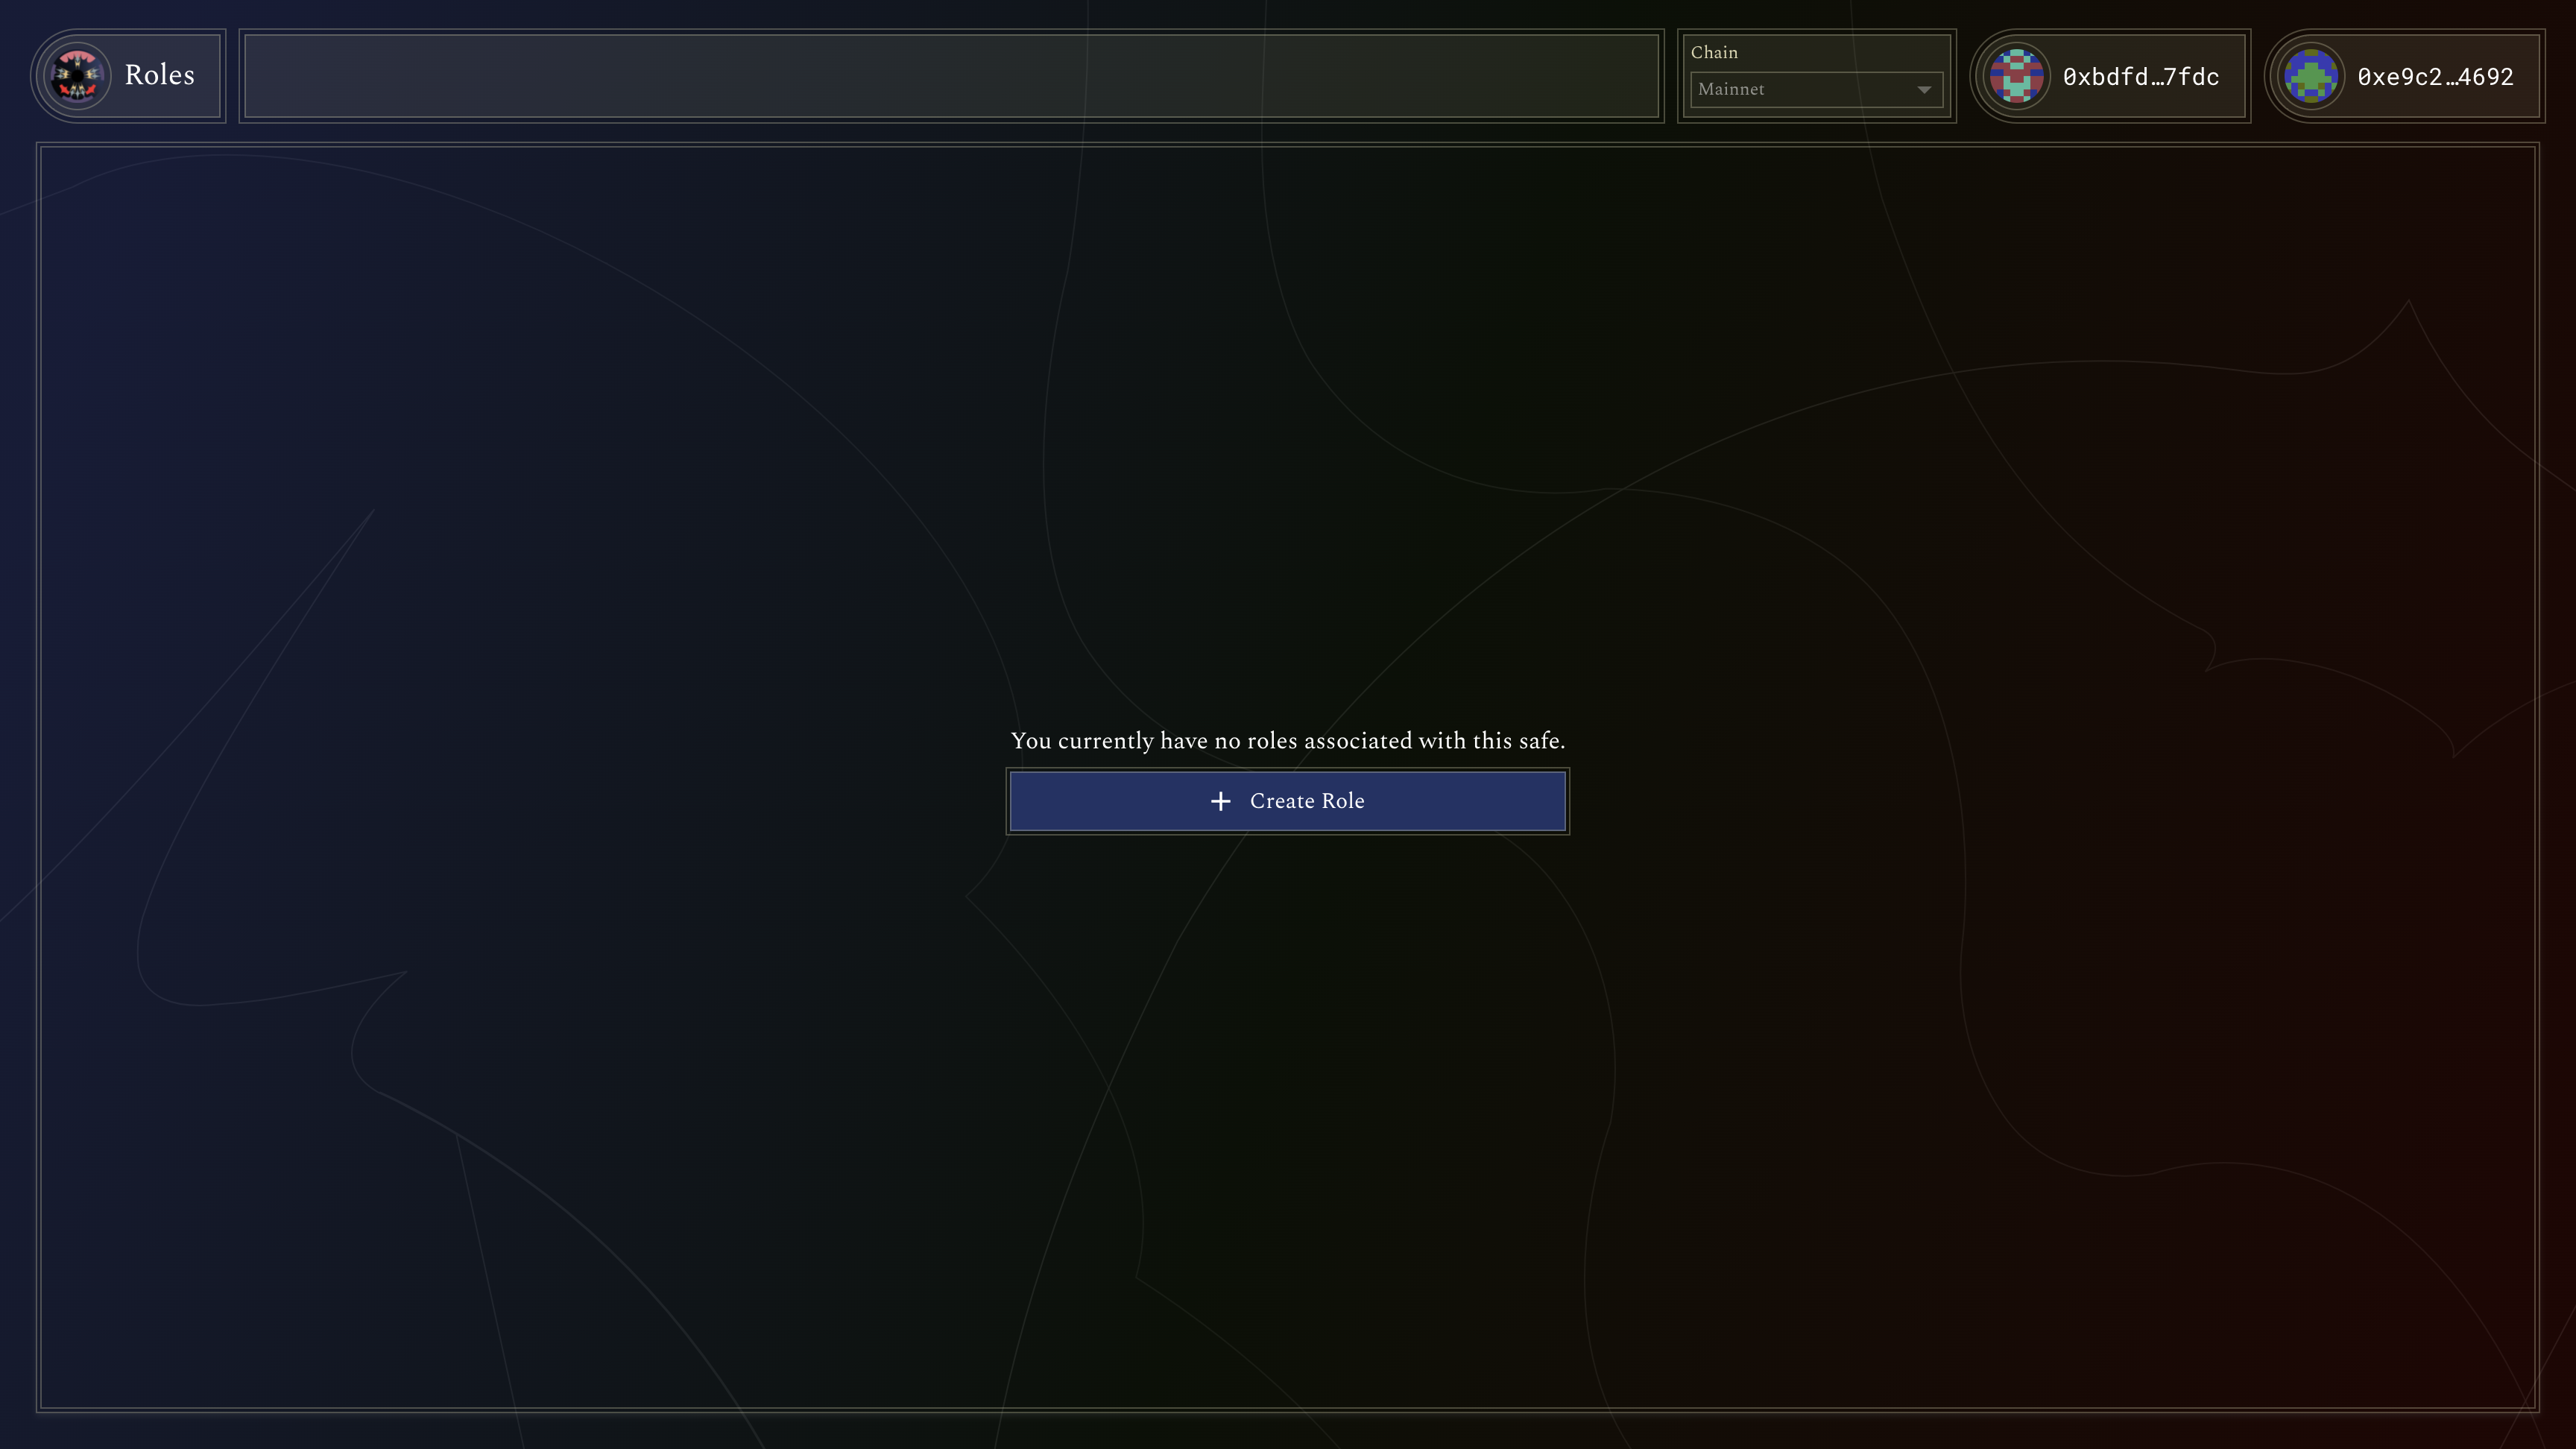 Roles
Chain
Mainnet
0xbdfd…7fdc
0xe9c2…4692
You currently have no roles associated with this safe.
Create Role